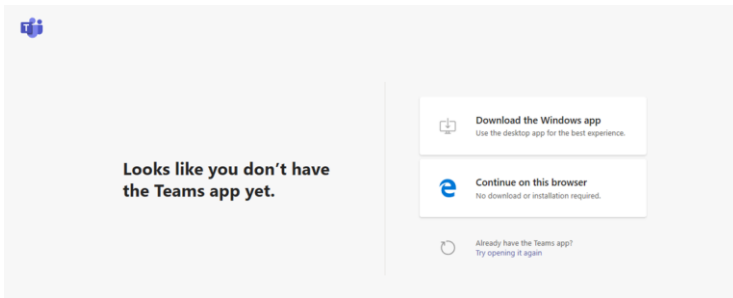 Looks like you don't have
the Teams app yet.
Download the Windows app
Use the desktop app for the best experience.
Continue on this browser
No download or installation required.
Already have the Teams app?
Try opening it again